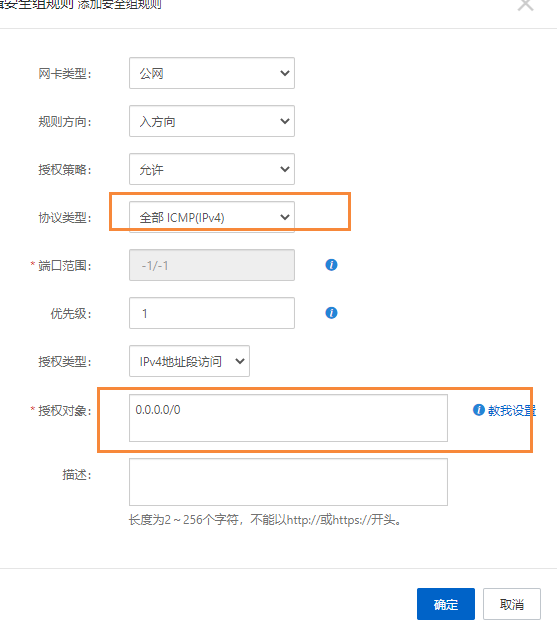 安全组规则 添加安全组规则
网卡类型： 公网
规则方向： 入方向
授权策略： 允许
协议类型： 全部 ICMP(IPv4)
* 端口范围： -1/-1
优先级： 1
授权类型： IPv4地址段访问
* 授权对象： 0.0.0.0/0 教我设置
描述：
长度为2～256个字符，不能以http://或https://开头。
确定 取消